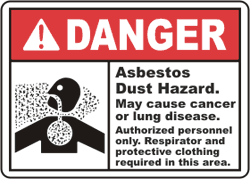 DANGER
Asbestos
Dust Hazard.
May cause cancer
or lung disease.
Authorized personnel
only. Respirator and
protective clothing
required in this area.